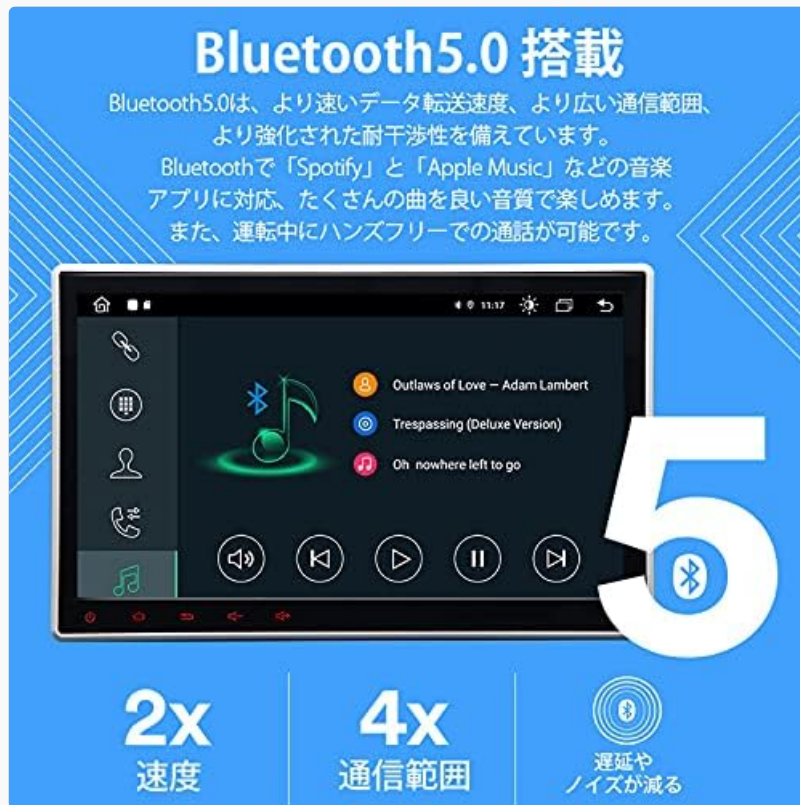 Bluetooth5.0 搭載
Bluetooth5.0は、より速いデータ転送速度、より広い通信範囲、
より強化された耐干渉性を備えています。
Bluetoothで「Spotify」と「Apple Music」などの音楽
アプリに対応、たくさんの曲を良い音質で楽しめます。
また、運転中にハンズフリーでの通話が可能です。
11:17
Outlaws of Love – Adam Lambert
Trespassing (Deluxe Version)
Oh nowhere left to go
5
2x
速度
4x
通信範囲
遅延や
ノイズが減る